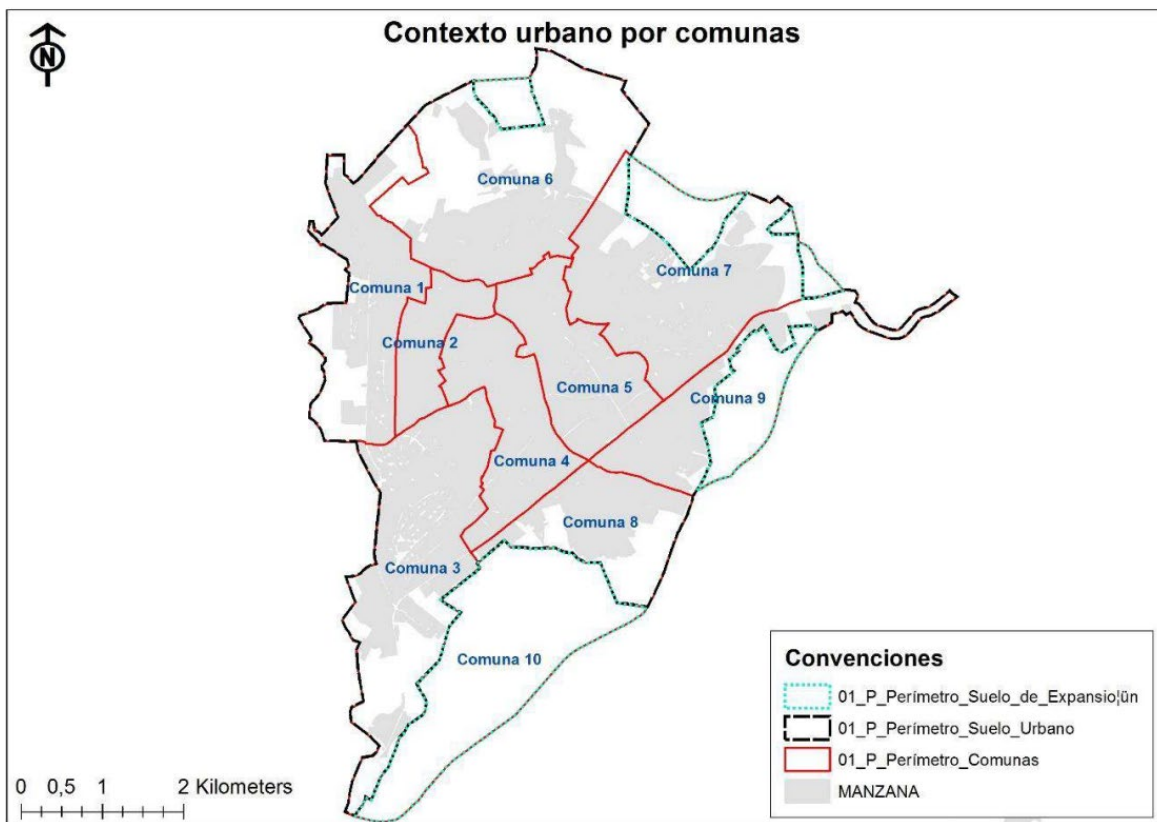 Contexto urbano por comunas
N
Comuna 6
Comuna 7
Comuna 1
Comuna 2
Comuna 5
Comuna 9
Comuna 4
Comuna 8
Comuna 3
Comuna 10
Convenciones
01_P_Perímetro_Suelo_de_Expansio¦ün
01_P_Perímetro_Suelo_Urbano
01_P_Perímetro_Comunas
MANZANA
0 0,5 1 2 Kilometers